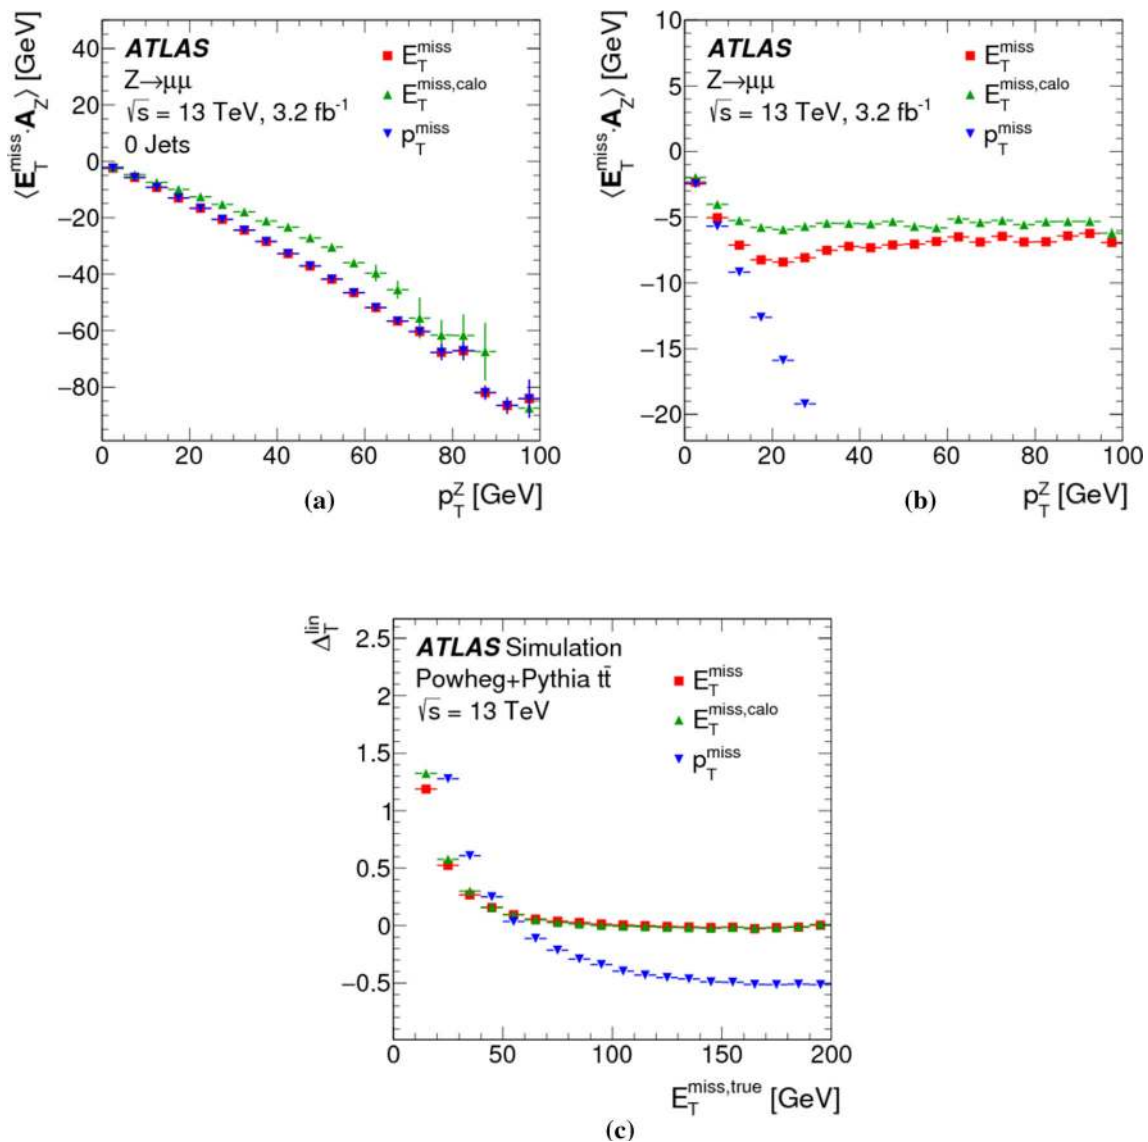 ⟨E_T^miss·A_Z⟩ [GeV]
40
20
0
−20
−40
−60
−80
ATLAS
Z→μμ
√s = 13 TeV, 3.2 fb⁻¹
0 Jets
E_T^miss
E_T^miss,calo
p_T^miss
0 20 40 60 80 100
p_T^Z [GeV]
(a)
⟨E_T^miss·A_Z⟩ [GeV]
10
5
0
−5
−10
−15
−20
ATLAS
Z→μμ
√s = 13 TeV, 3.2 fb⁻¹
E_T^miss
E_T^miss,calo
p_T^miss
0 20 40 60 80 100
p_T^Z [GeV]
(b)
Δ_T^lin
2.5
2
1.5
1
0.5
0
−0.5
ATLAS Simulation
Powheg+Pythia tt̄
√s = 13 TeV
E_T^miss
E_T^miss,calo
p_T^miss
0 50 100 150 200
E_T^miss,true [GeV]
(c)